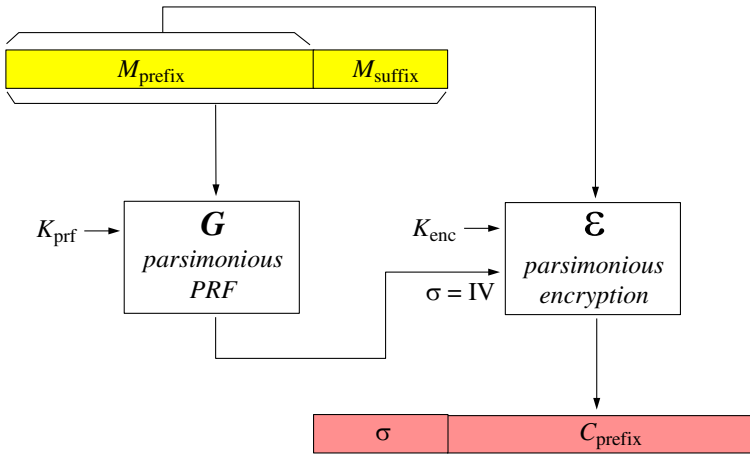 M_prefix M_suffix
K_prf
G
parsimonious
PRF
K_enc
ε
parsimonious
encryption
σ = IV
σ C_prefix